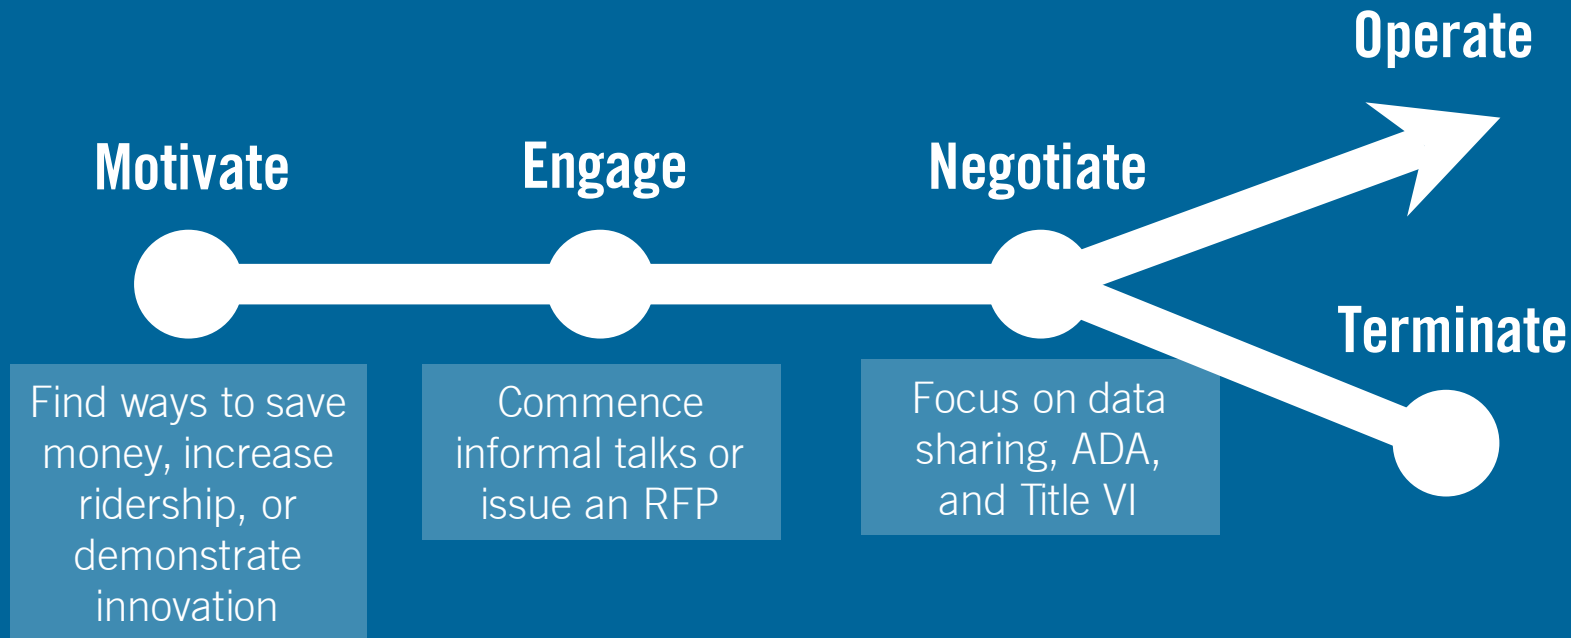 Operate
Motivate
Engage
Negotiate
Terminate
Find ways to save
money, increase
ridership, or
demonstrate
innovation
Commence
informal talks or
issue an RFP
Focus on data
sharing, ADA,
and Title VI